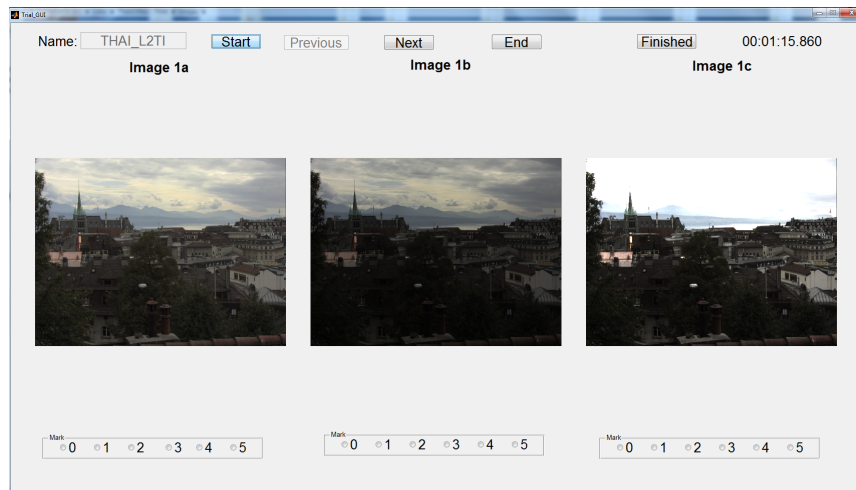 Trial_GUI
Name: THAI_L2TI Start Previous Next End Finished 00:01:15.860
Image 1a Image 1b Image 1c
Mark
0 1 2 3 4 5
Mark
0 1 2 3 4 5
Mark
0 1 2 3 4 5